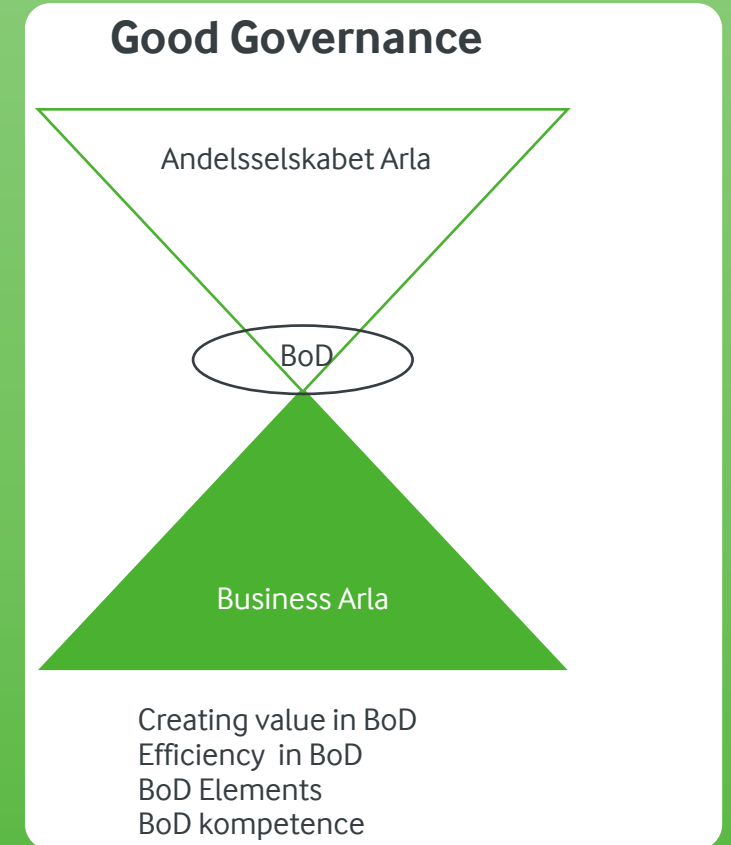 Good Governance
Andelsselskabet Arla
BoD
Business Arla
Creating value in BoD
Efficiency in BoD
BoD Elements
BoD kompetence